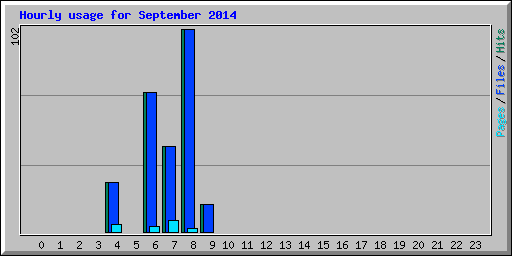 Hourly usage for September 2014
102
Pages/Files/Hits
0 1 2 3 4 5 6 7 8 9 10 11 12 13 14 15 16 17 18 19 20 21 22 23